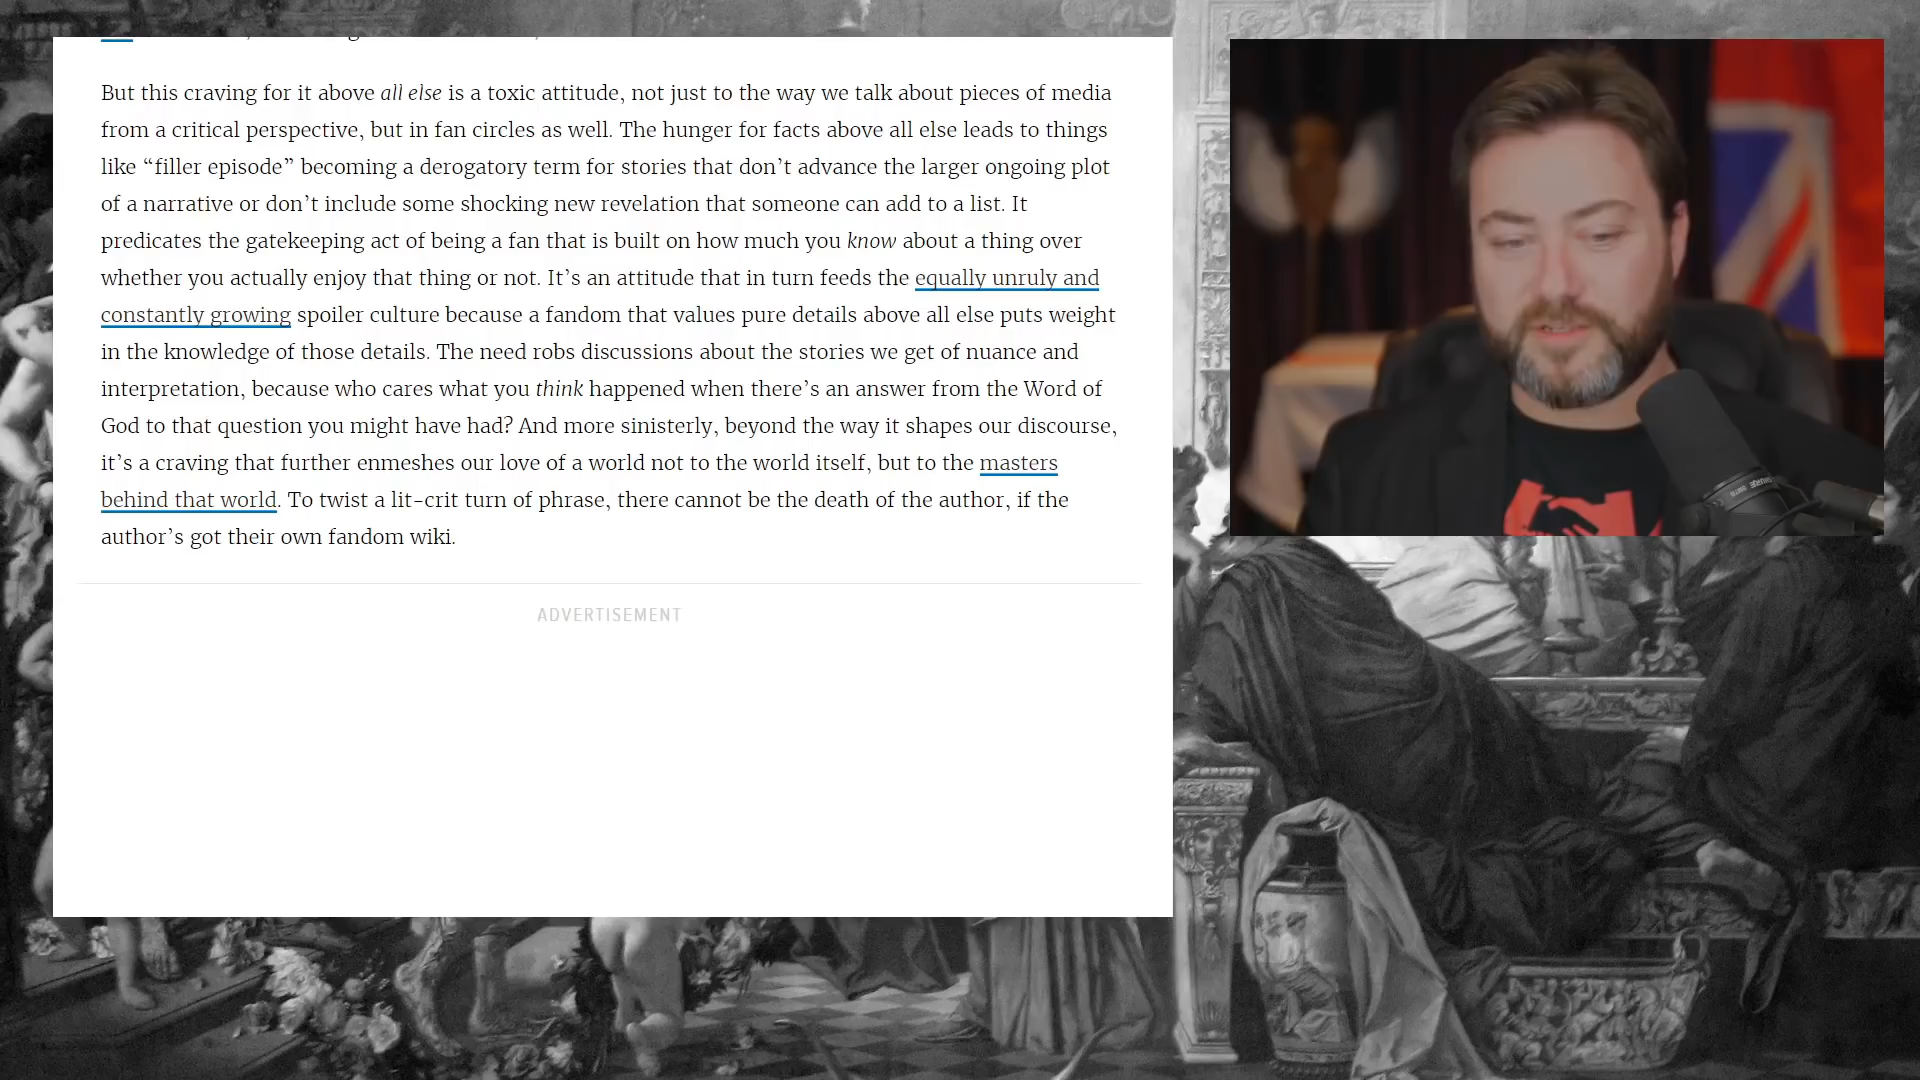 But this craving for it above all else is a toxic attitude, not just to the way we talk about pieces of media
from a critical perspective, but in fan circles as well. The hunger for facts above all else leads to things
like “filler episode” becoming a derogatory term for stories that don’t advance the larger ongoing plot
of a narrative or don’t include some shocking new revelation that someone can add to a list. It
predicates the gatekeeping act of being a fan that is built on how much you know about a thing over
whether you actually enjoy that thing or not. It’s an attitude that in turn feeds the equally unruly and
constantly growing spoiler culture because a fandom that values pure details above all else puts weight
in the knowledge of those details. The need robs discussions about the stories we get of nuance and
interpretation, because who cares what you think happened when there’s an answer from the Word of
God to that question you might have had? And more sinisterly, beyond the way it shapes our discourse,
it’s a craving that further enmeshes our love of a world not to the world itself, but to the masters
behind that world. To twist a lit-crit turn of phrase, there cannot be the death of the author, if the
author’s got their own fandom wiki.
ADVERTISEMENT